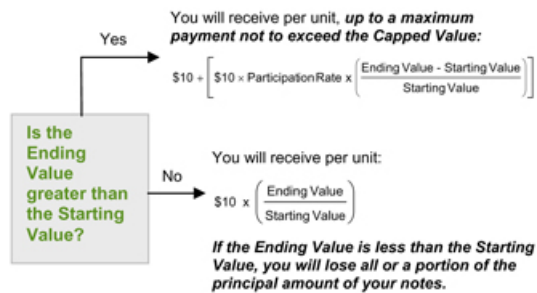 You will receive per unit, up to a maximum
payment not to exceed the Capped Value:
Yes
$10 + [ $10 × Participation Rate x ( Ending Value - Starting Value / Starting Value ) ]
Is the
Ending
Value
greater than
the Starting
Value?
No
You will receive per unit:
$10 x ( Ending Value / Starting Value )
If the Ending Value is less than the Starting
Value, you will lose all or a portion of the
principal amount of your notes.